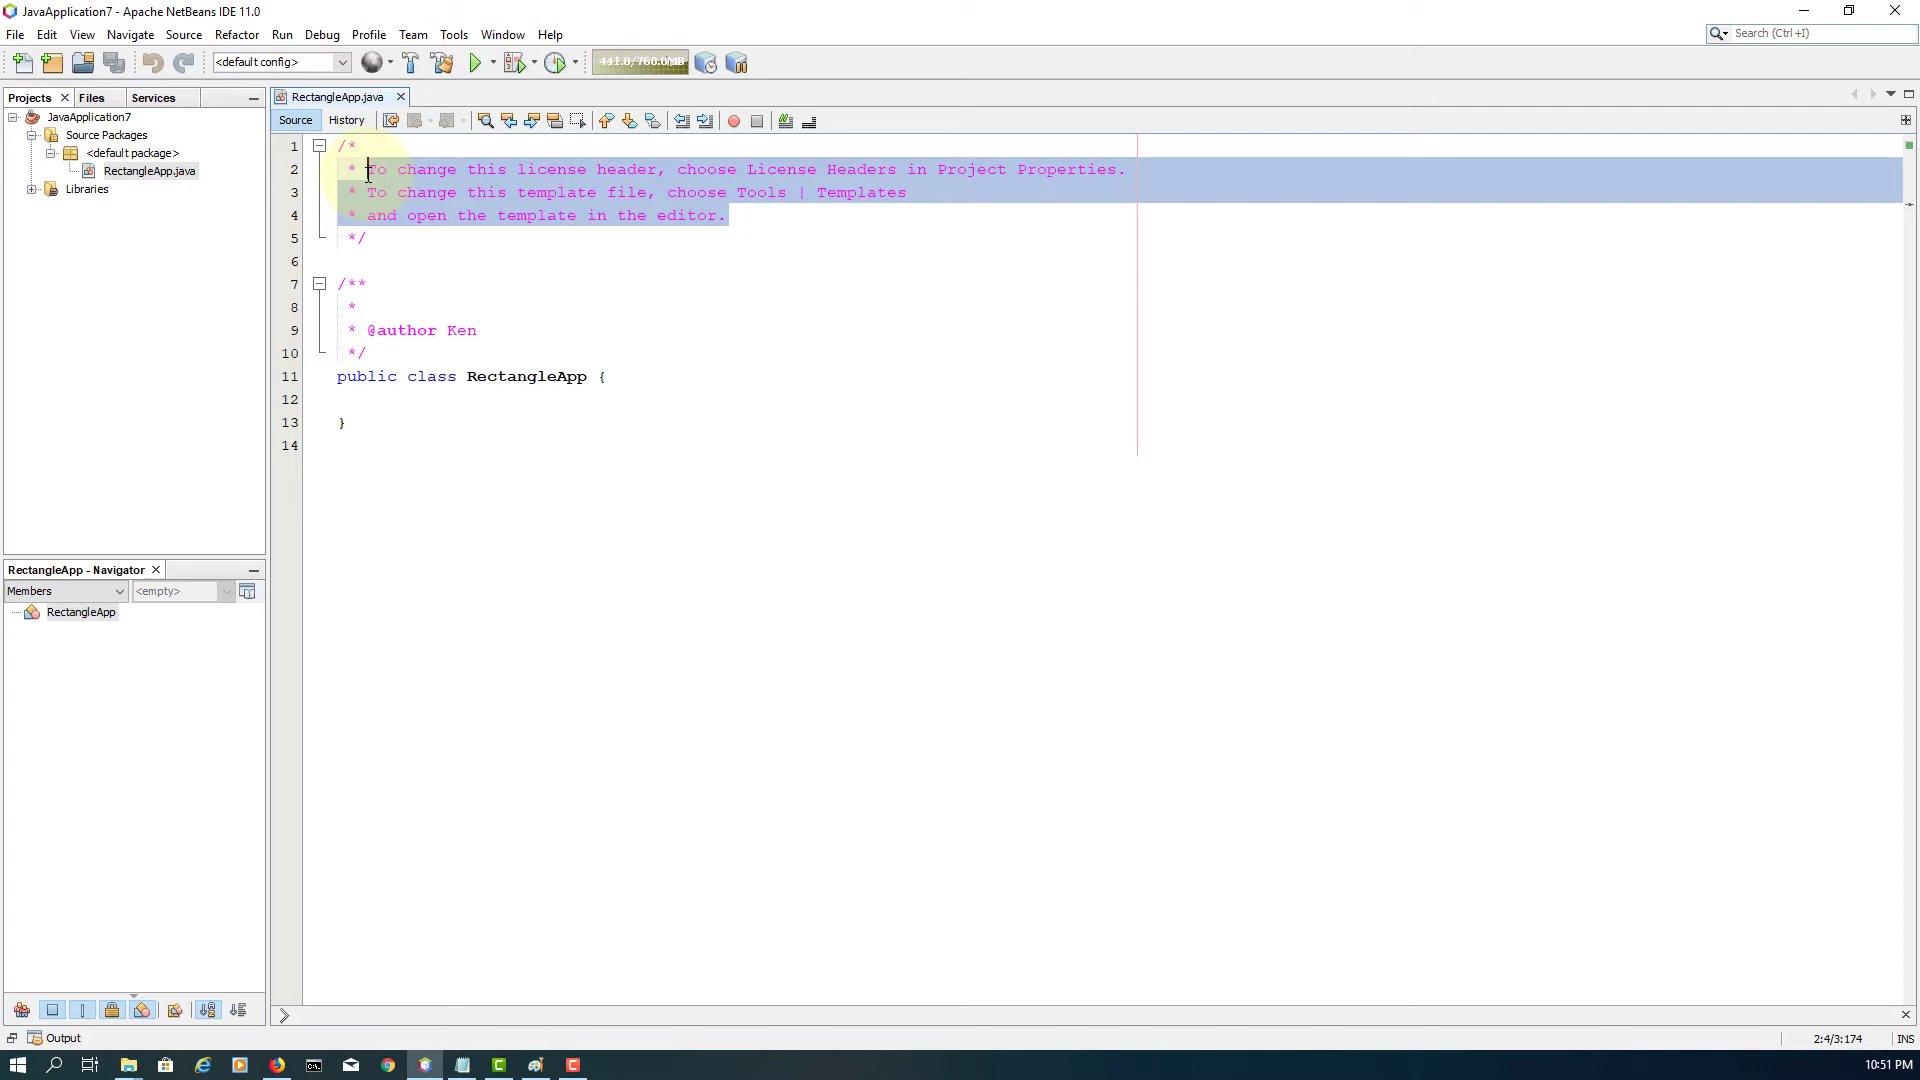 JavaApplication7 - Apache NetBeans IDE 11.0
File Edit View Navigate Source Refactor Run Debug Profile Team Tools Window Help
Search (Ctrl+I)
<default config>
441.0/760.0MB
Projects Files Services
RectangleApp.java
Source History
JavaApplication7
Source Packages
<default package>
RectangleApp.java
Libraries
1 /*
2 * To change this license header, choose License Headers in Project Properties.
3 * To change this template file, choose Tools | Templates
4 * and open the template in the editor.
5 */
6
7 /**
8 *
9 * @author Ken
10 */
11 public class RectangleApp {
12
13 }
14
RectangleApp - Navigator
Members <empty>
RectangleApp
Output
2:4/3:174 INS
10:51 PM